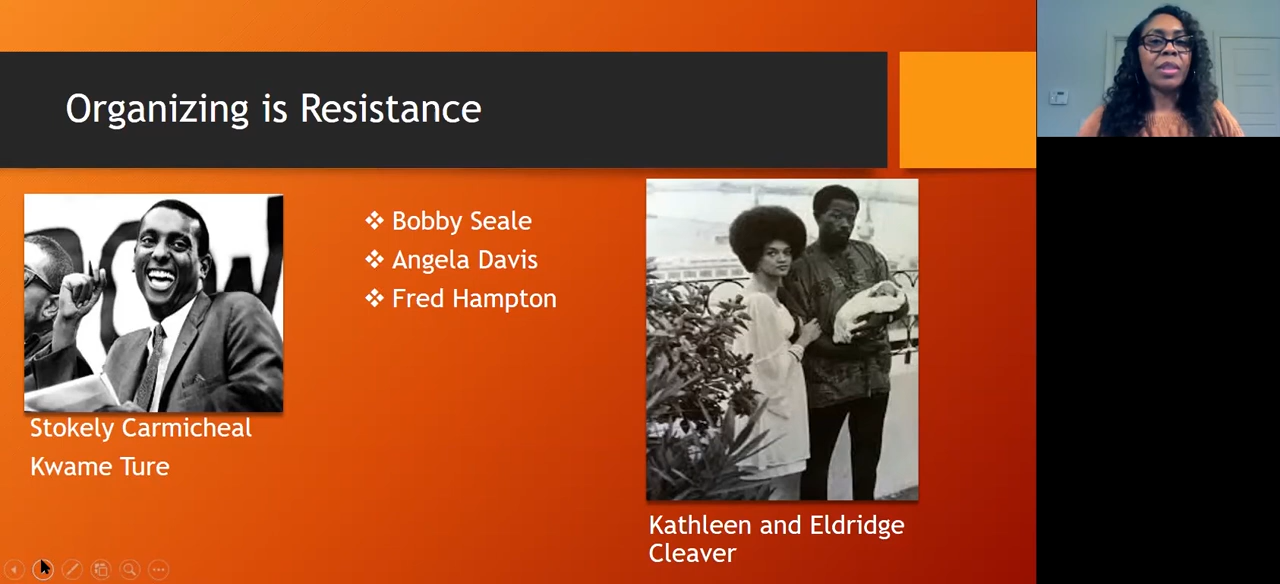 Organizing is Resistance
Stokely Carmicheal
Kwame Ture
❖ Bobby Seale
❖ Angela Davis
❖ Fred Hampton
Kathleen and Eldridge
Cleaver